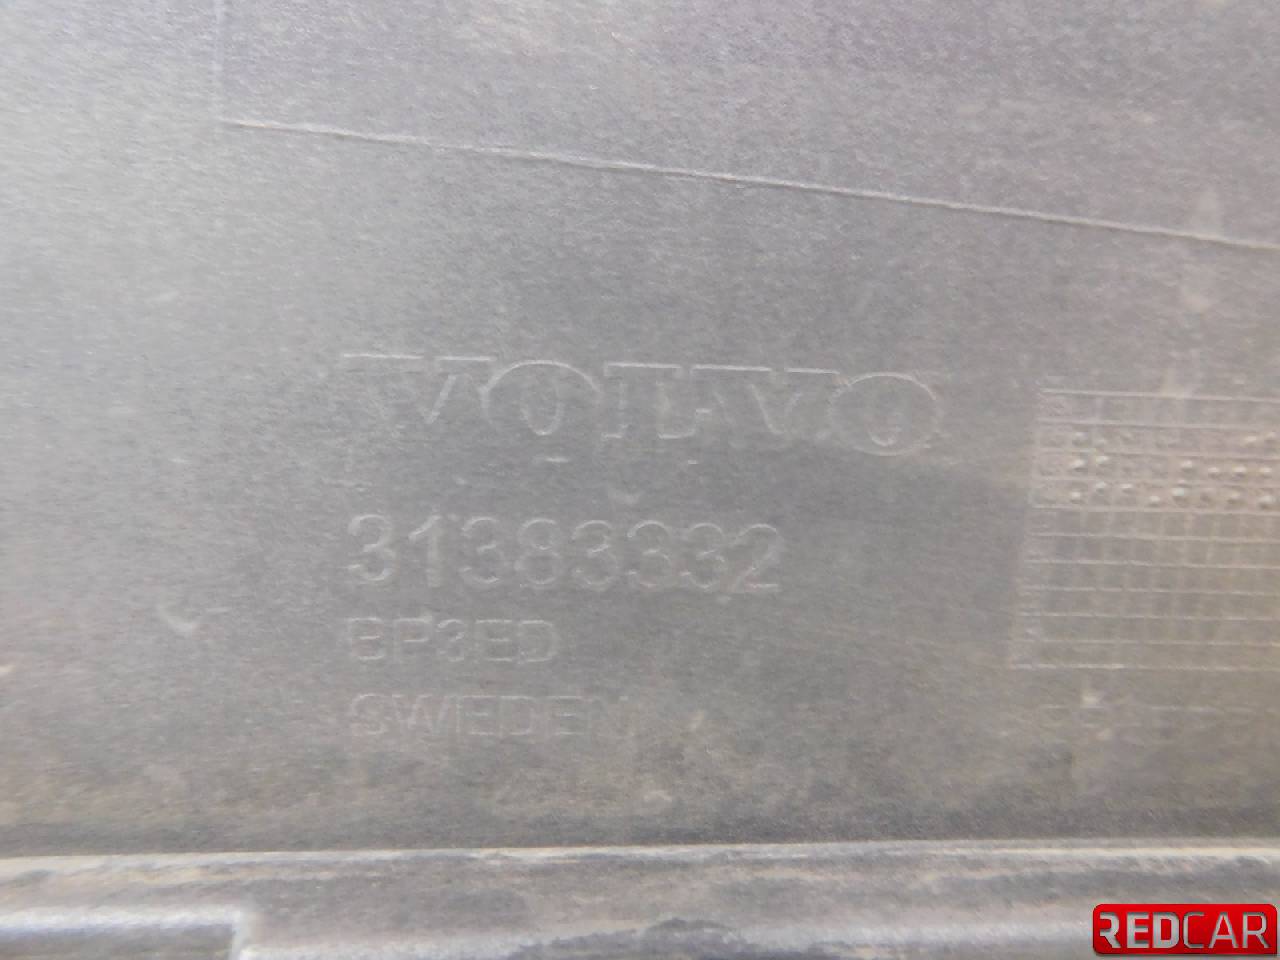 VOLVO
31383332
BP3ED
SWEDEN
REDCAR